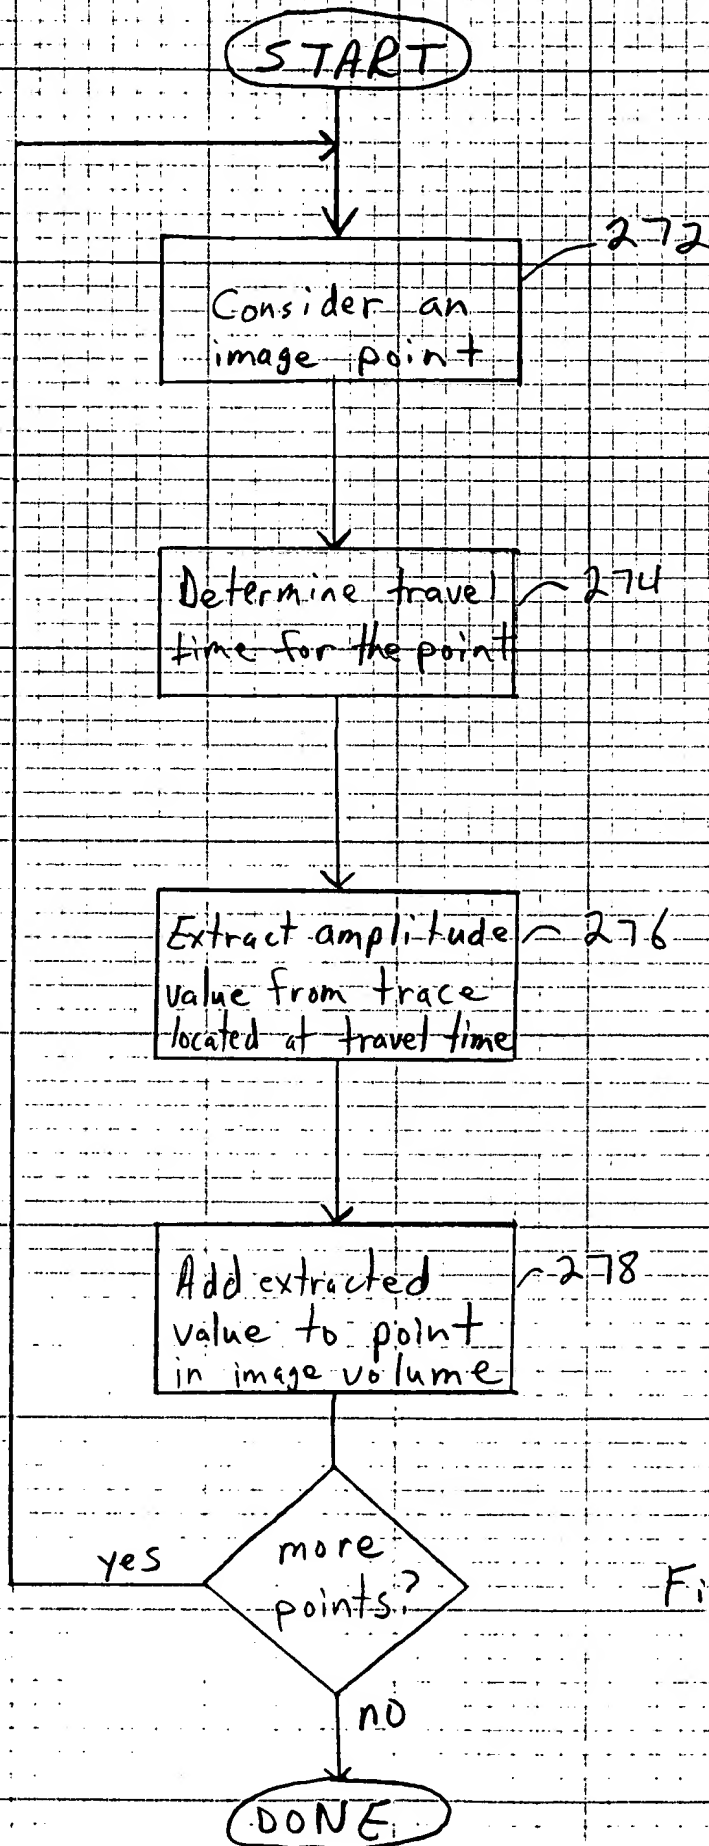 START
272
Consider an
image point
Determine travel
time for the point
274
Extract amplitude
value from trace
located at travel time
276
Add extracted
value to point
in image volume
278
more
points?
yes
Fi
no
DONE